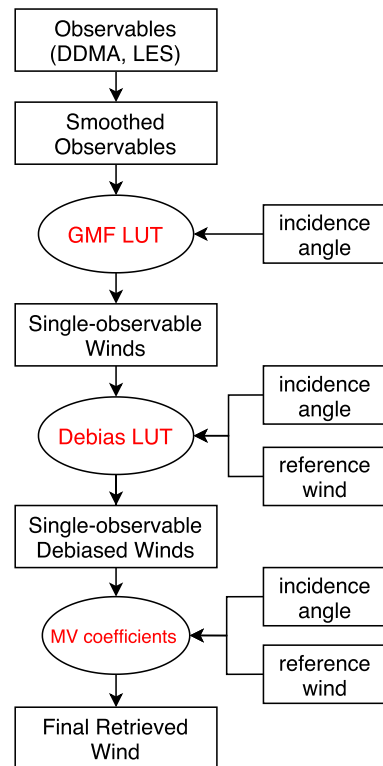 Observables
(DDMA, LES)
Smoothed
Observables
GMF LUT
incidence
angle
Single-observable
Winds
incidence
angle
Debias LUT
reference
wind
Single-observable
Debiased Winds
incidence
angle
MV coefficients
reference
wind
Final Retrieved
Wind